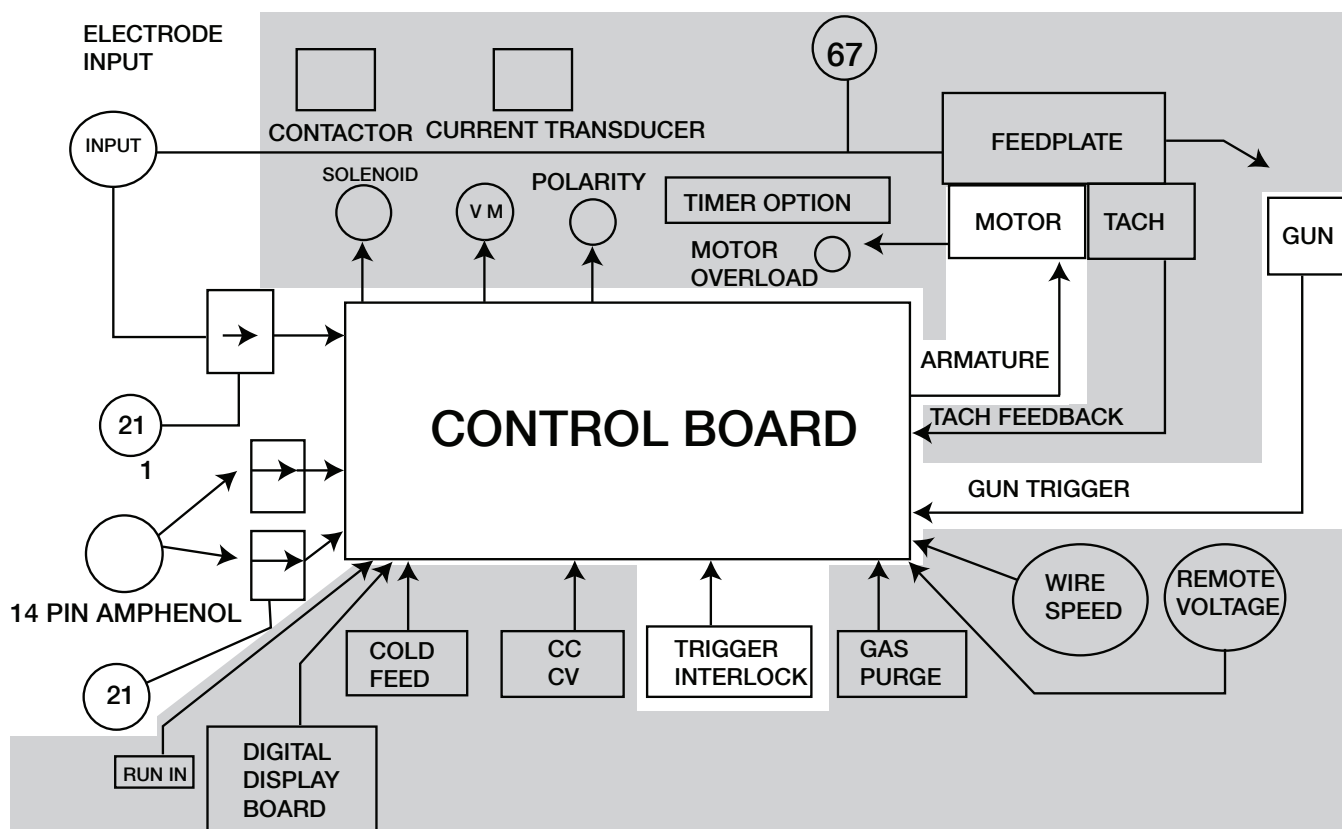 ELECTRODE
INPUT
67
INPUT
CONTACTOR
CURRENT TRANSDUCER
FEEDPLATE
SOLENOID
V M
POLARITY
TIMER OPTION
MOTOR
TACH
GUN
MOTOR
OVERLOAD
ARMATURE
TACH FEEDBACK
CONTROL BOARD
21
1
GUN TRIGGER
14 PIN AMPHENOL
WIRE
SPEED
REMOTE
VOLTAGE
COLD
FEED
CC
CV
TRIGGER
INTERLOCK
GAS
PURGE
21
RUN IN
DIGITAL
DISPLAY
BOARD